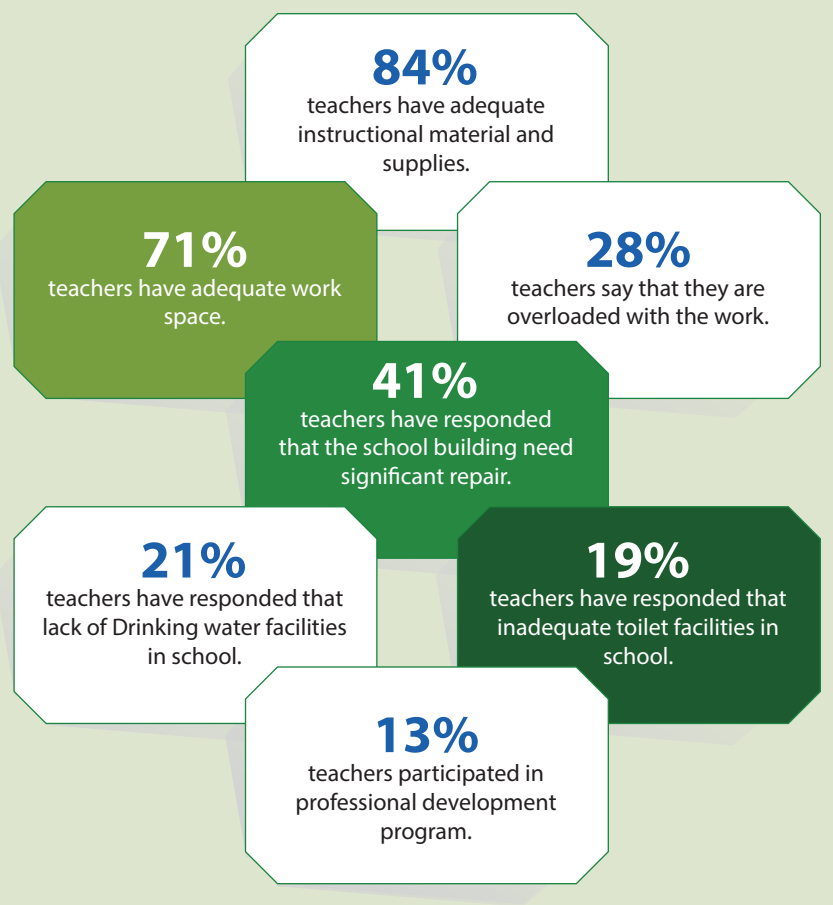 84%
teachers have adequate
instructional material and
supplies.
71%
teachers have adequate work
space.
28%
teachers say that they are
overloaded with the work.
41%
teachers have responded
that the school building need
significant repair.
21%
teachers have responded that
lack of Drinking water facilities
in school.
19%
teachers have responded that
inadequate toilet facilities in
school.
13%
teachers participated in
professional development
program.